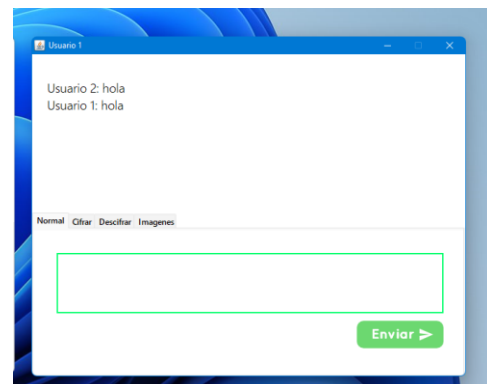 Usuario 1
Usuario 2: hola
Usuario 1: hola
Normal Cifrar Descifrar Imagenes
Enviar